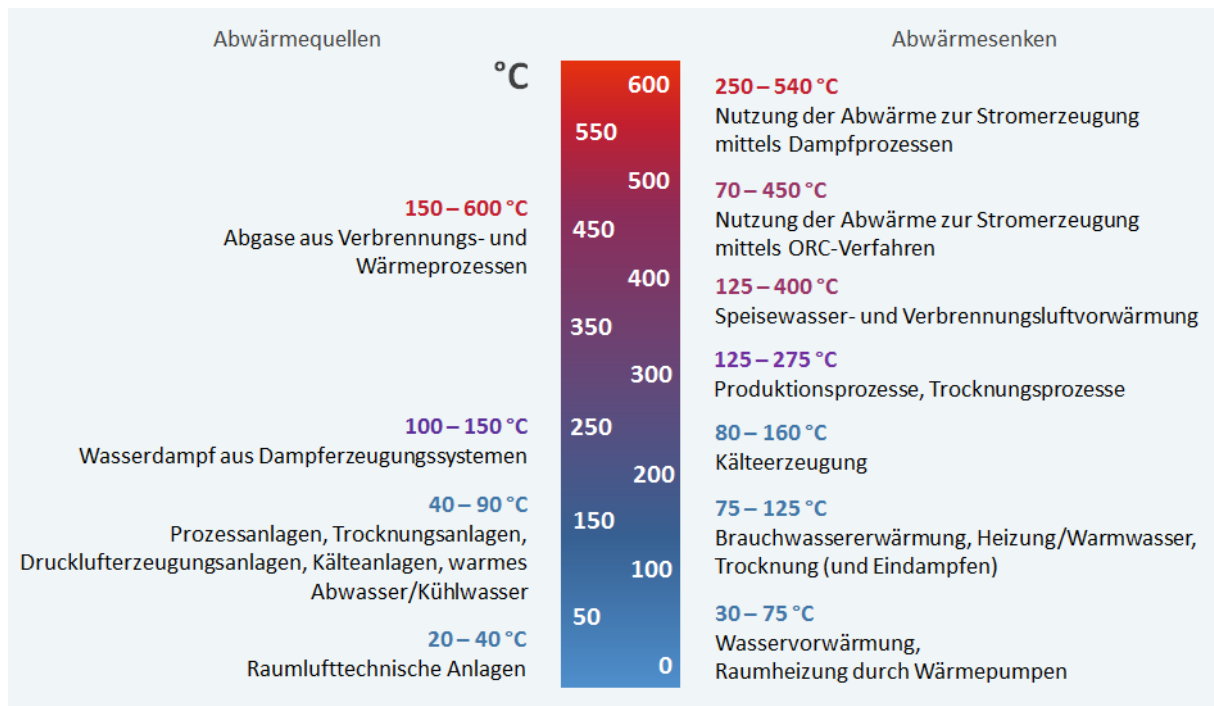 Abwärmequellen
°C
150 – 600 °C
Abgase aus Verbrennungs- und
Wärmeprozessen
100 – 150 °C
Wasserdampf aus Dampferzeugungssystemen
40 – 90 °C
Prozessanlagen, Trocknungsanlagen,
Drucklufterzeugungsanlagen, Kälteanlagen, warmes
Abwasser/Kühlwasser
20 – 40 °C
Raumlufttechnische Anlagen
600
550
500
450
400
350
300
250
200
150
100
50
0
Abwärmesenken
250 – 540 °C
Nutzung der Abwärme zur Stromerzeugung
mittels Dampfprozessen
70 – 450 °C
Nutzung der Abwärme zur Stromerzeugung
mittels ORC-Verfahren
125 – 400 °C
Speisewasser- und Verbrennungsluftvorwärmung
125 – 275 °C
Produktionsprozesse, Trocknungsprozesse
80 – 160 °C
Kälteerzeugung
75 – 125 °C
Brauchwassererwärmung, Heizung/Warmwasser,
Trocknung (und Eindampfen)
30 – 75 °C
Wasservorwärmung,
Raumheizung durch Wärmepumpen